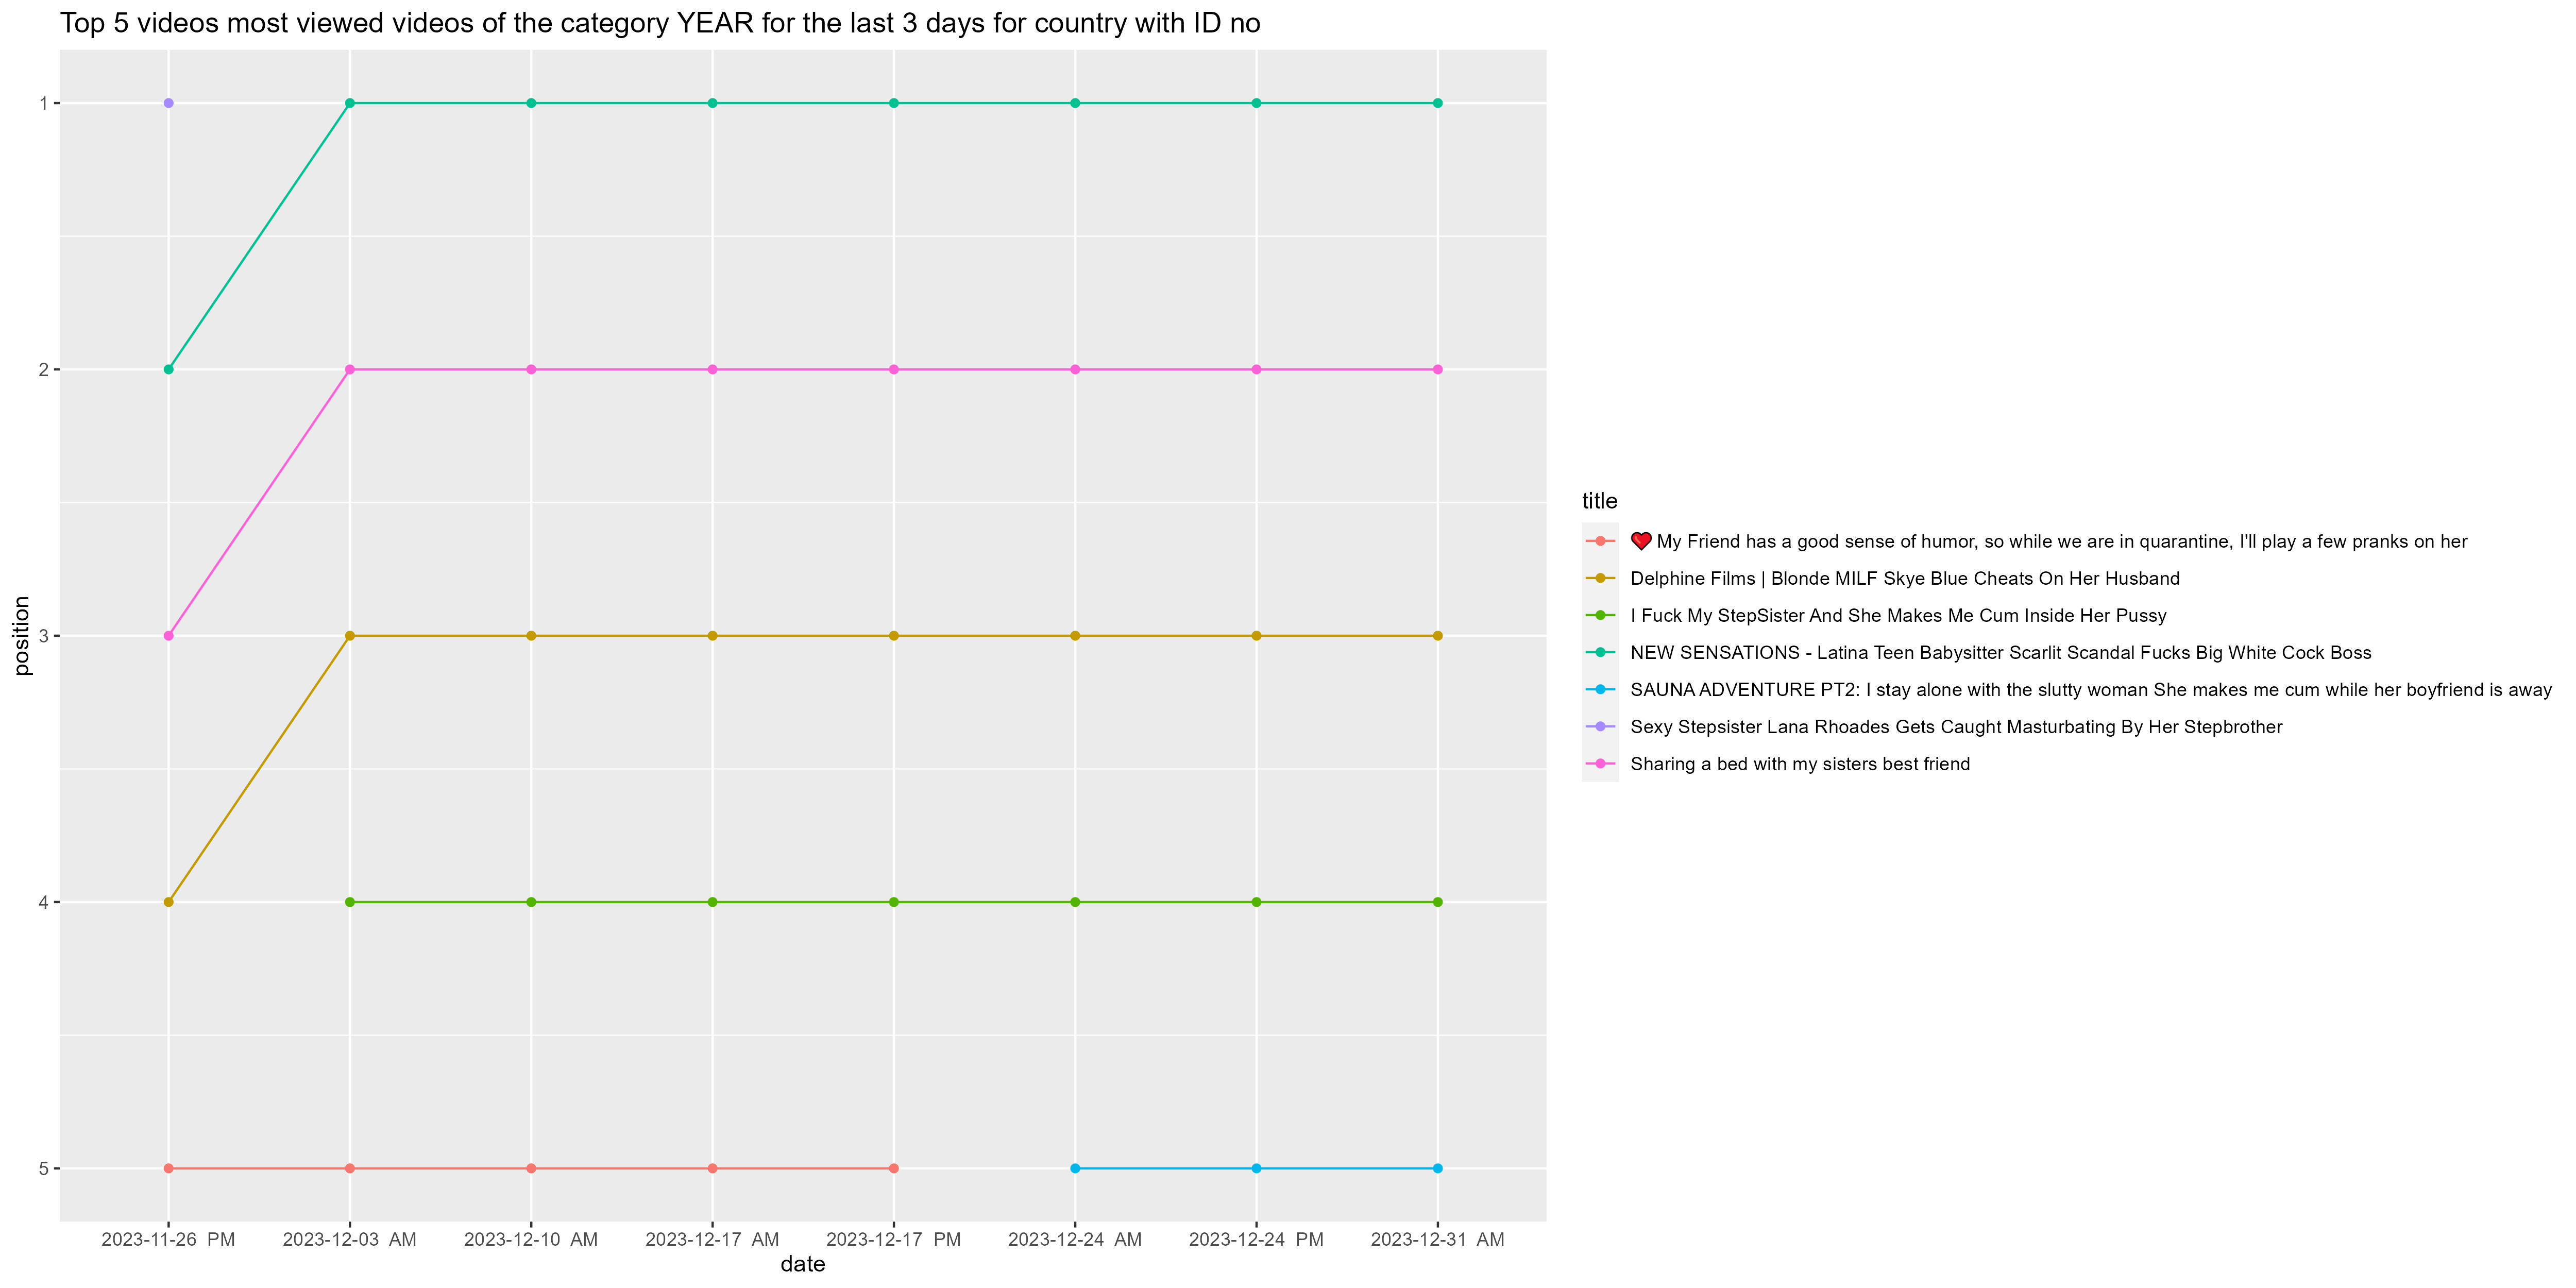 Top 5 videos most viewed videos of the category YEAR for the last 3 days for country with ID no
position
1
2
3
4
5
2023-11-26 PM
2023-12-03 AM
2023-12-10 AM
2023-12-17 AM
2023-12-17 PM
2023-12-24 AM
2023-12-24 PM
2023-12-31 AM
date
title
❤ My Friend has a good sense of humor, so while we are in quarantine, I'll play a few pranks on her
Delphine Films | Blonde MILF Skye Blue Cheats On Her Husband
I Fuck My StepSister And She Makes Me Cum Inside Her Pussy
NEW SENSATIONS - Latina Teen Babysitter Scarlit Scandal Fucks Big White Cock Boss
SAUNA ADVENTURE PT2: I stay alone with the slutty woman She makes me cum while her boyfriend is away
Sexy Stepsister Lana Rhoades Gets Caught Masturbating By Her Stepbrother
Sharing a bed with my sisters best friend